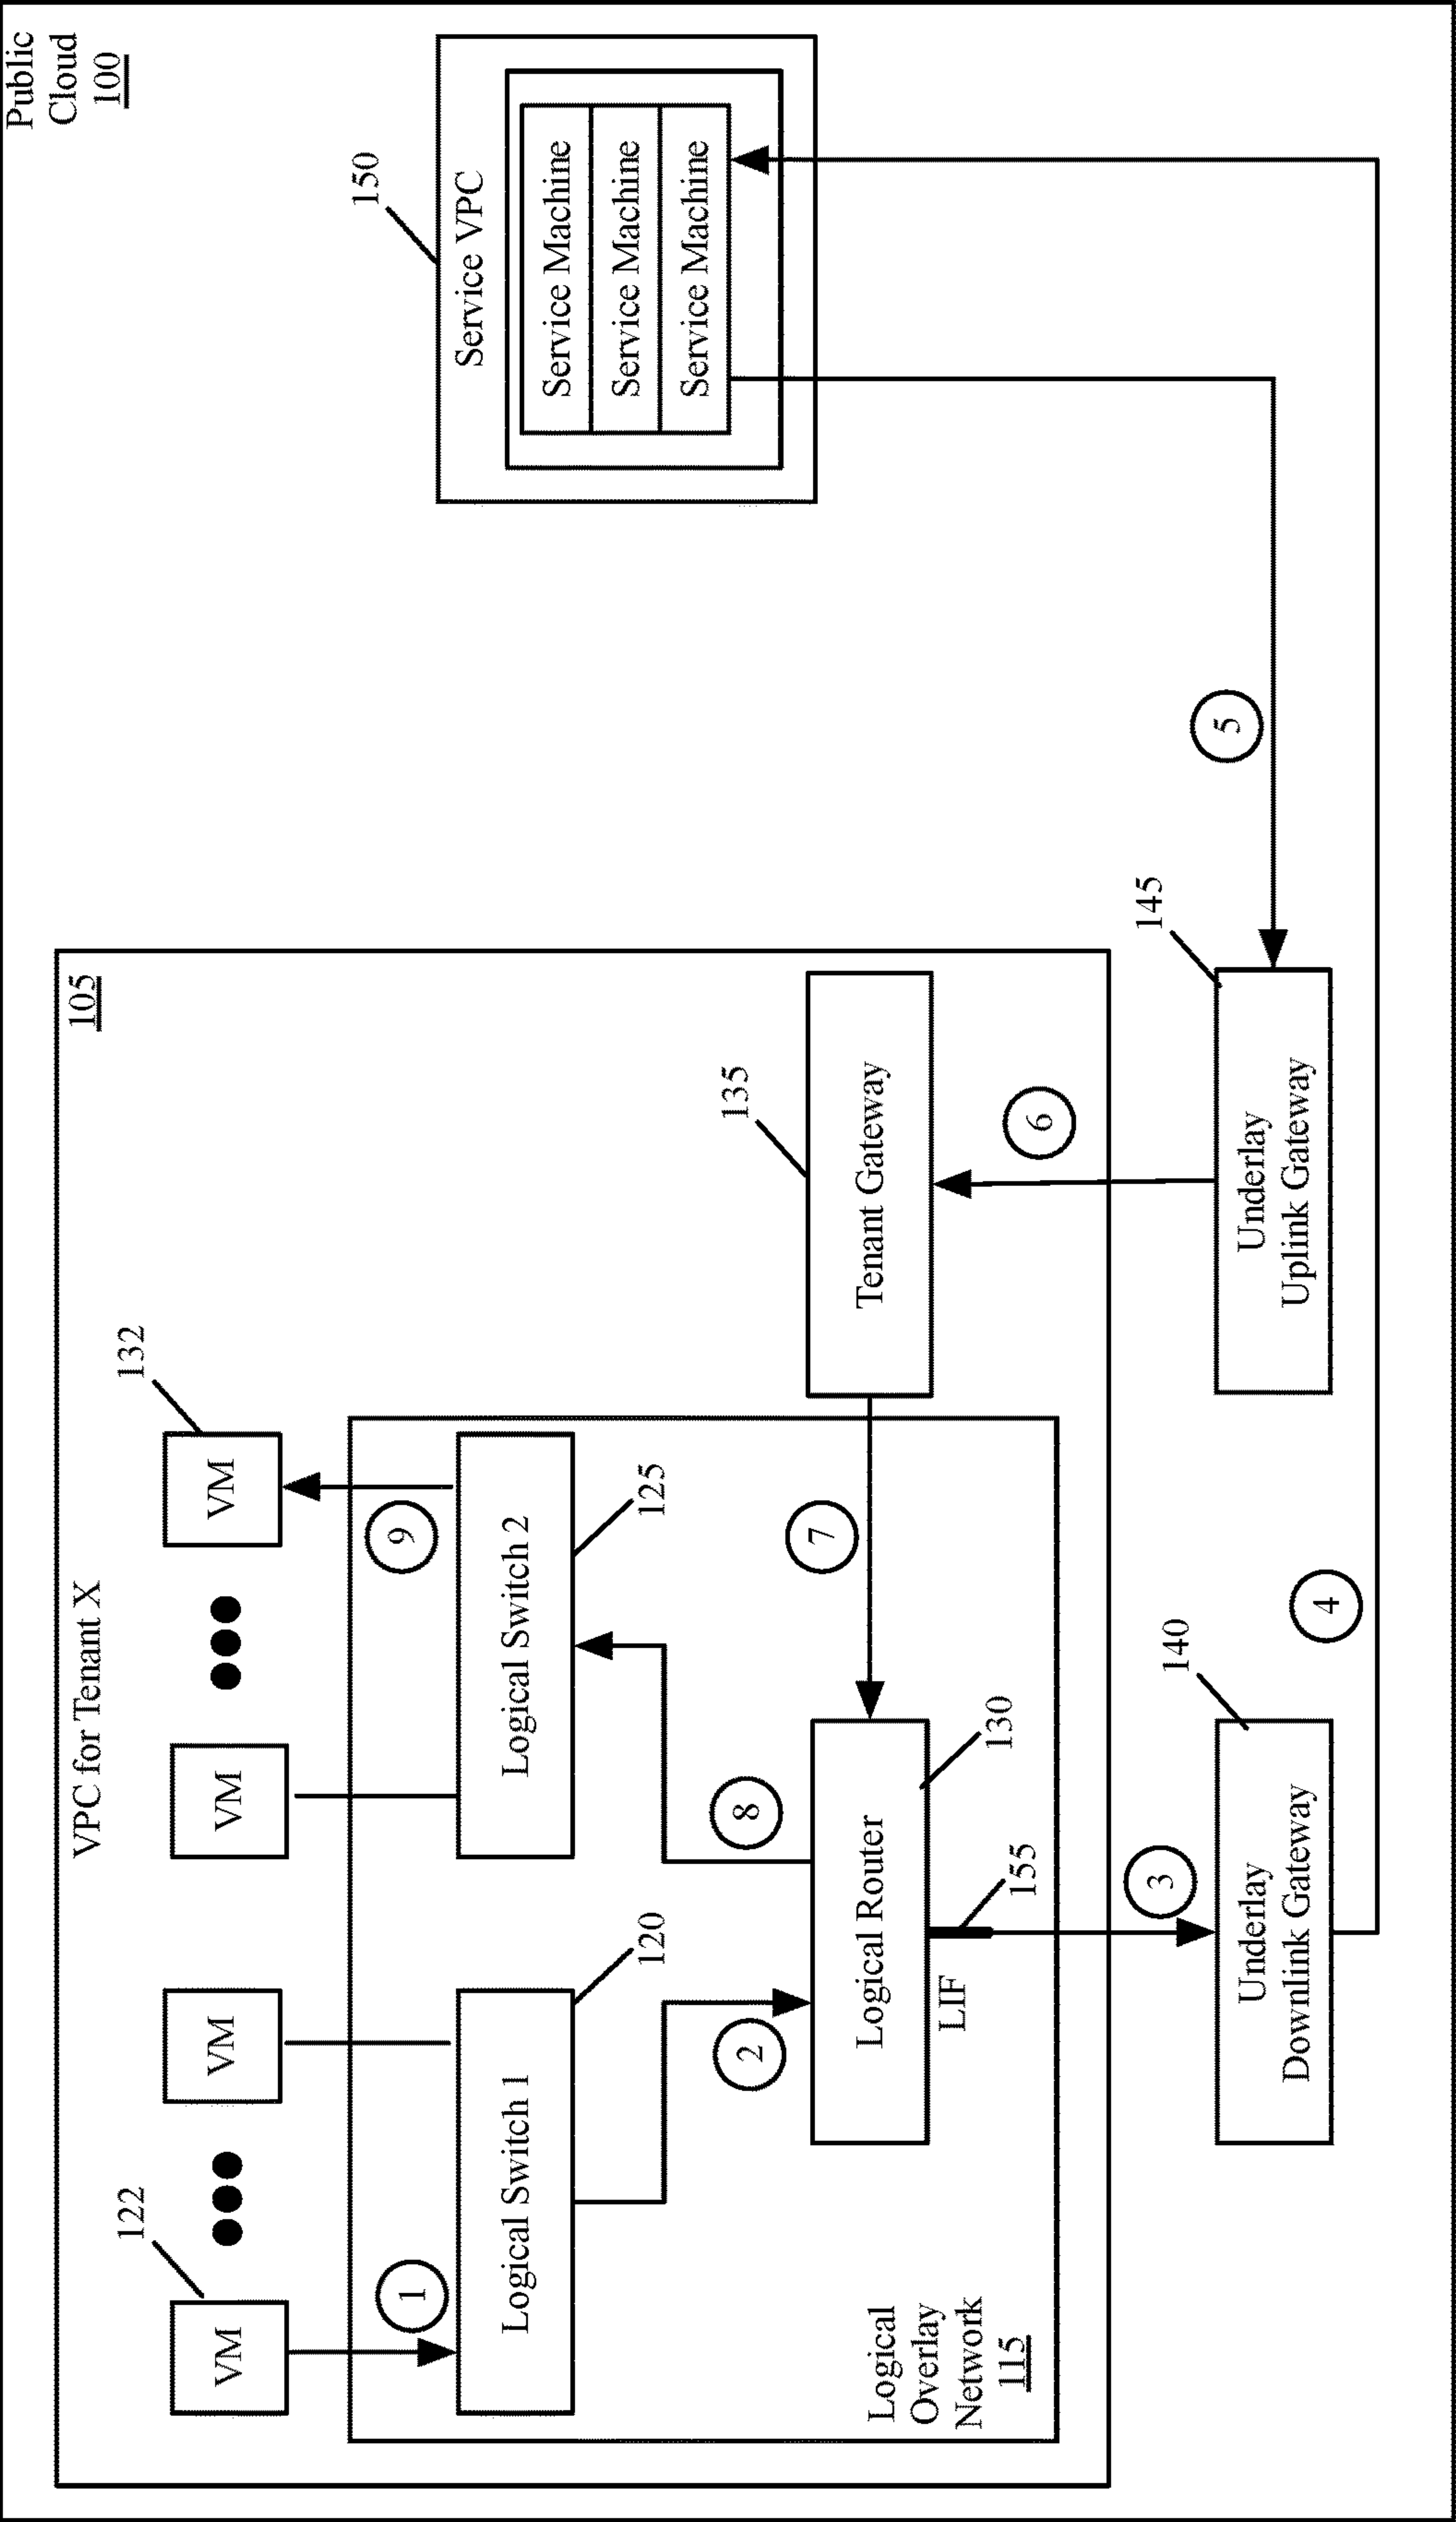 Public
Cloud
100
VPC for Tenant X
105
122
VM
VM
VM
VM
132
150
Service VPC
Service Machine
Service Machine
Service Machine
1
9
Logical Switch 1
120
Logical Switch 2
125
2
8
7
135
Tenant Gateway
Logical
Overlay
Network
115
Logical Router
130
LIF
155
6
3
5
140
145
Underlay
Downlink Gateway
Underlay
Uplink Gateway
4